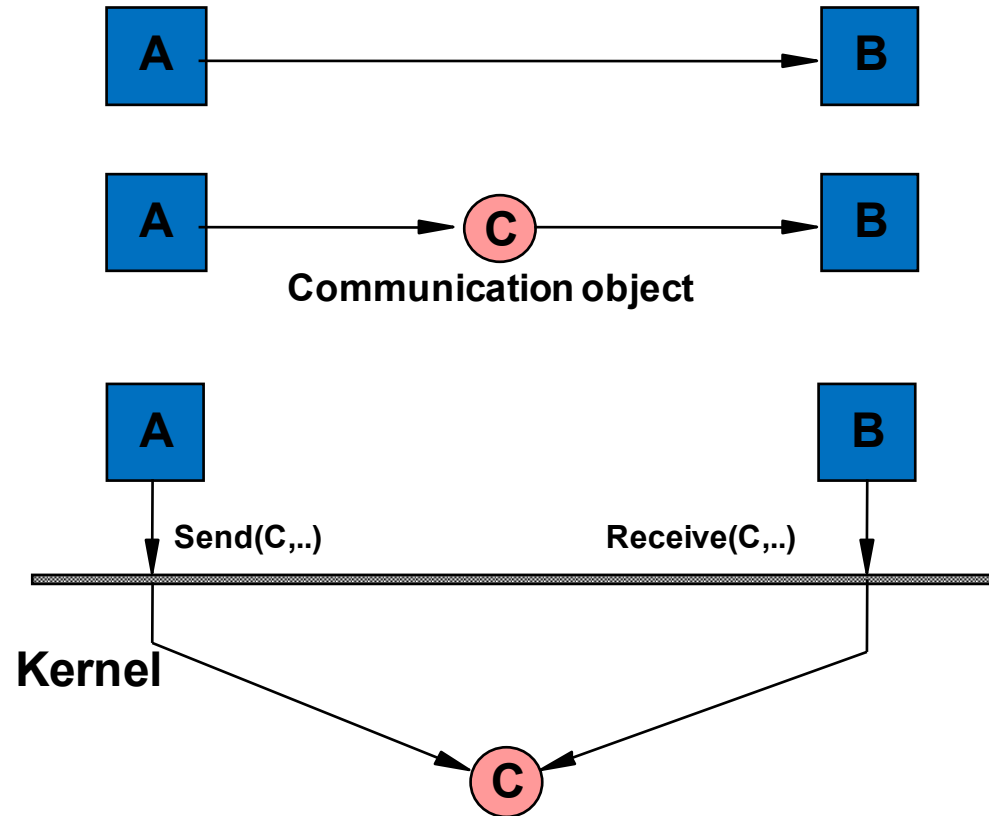 A B
A C B
Communication object
A B
Send(C,..) Receive(C,..)
Kernel
C